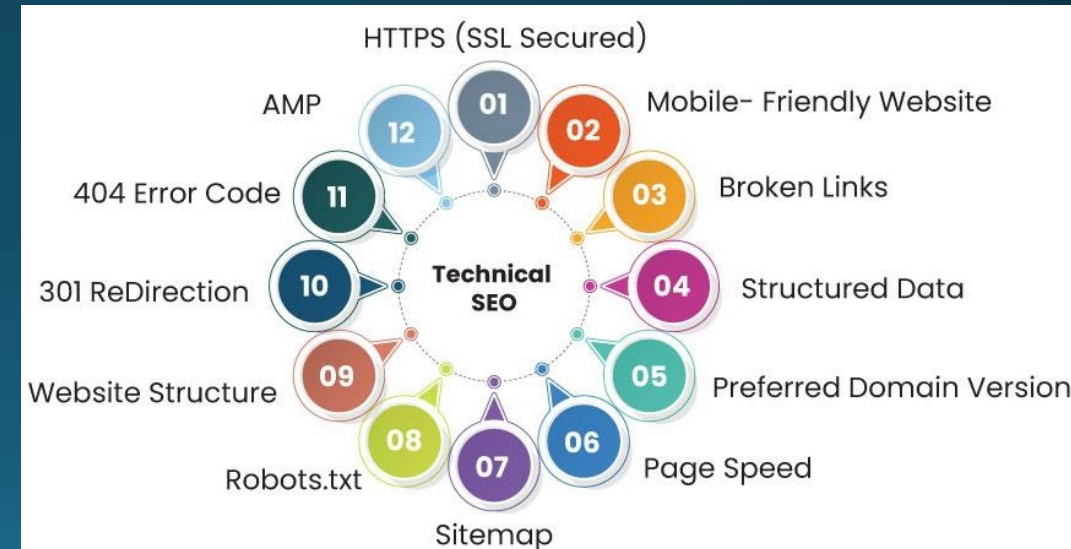 HTTPS (SSL Secured)
01
Mobile- Friendly Website
02
Broken Links
03
Structured Data
04
Preferred Domain Version
05
Page Speed
06
Sitemap
07
Robots.txt
08
Website Structure
09
301 ReDirection
10
404 Error Code
11
AMP
12
Technical
SEO